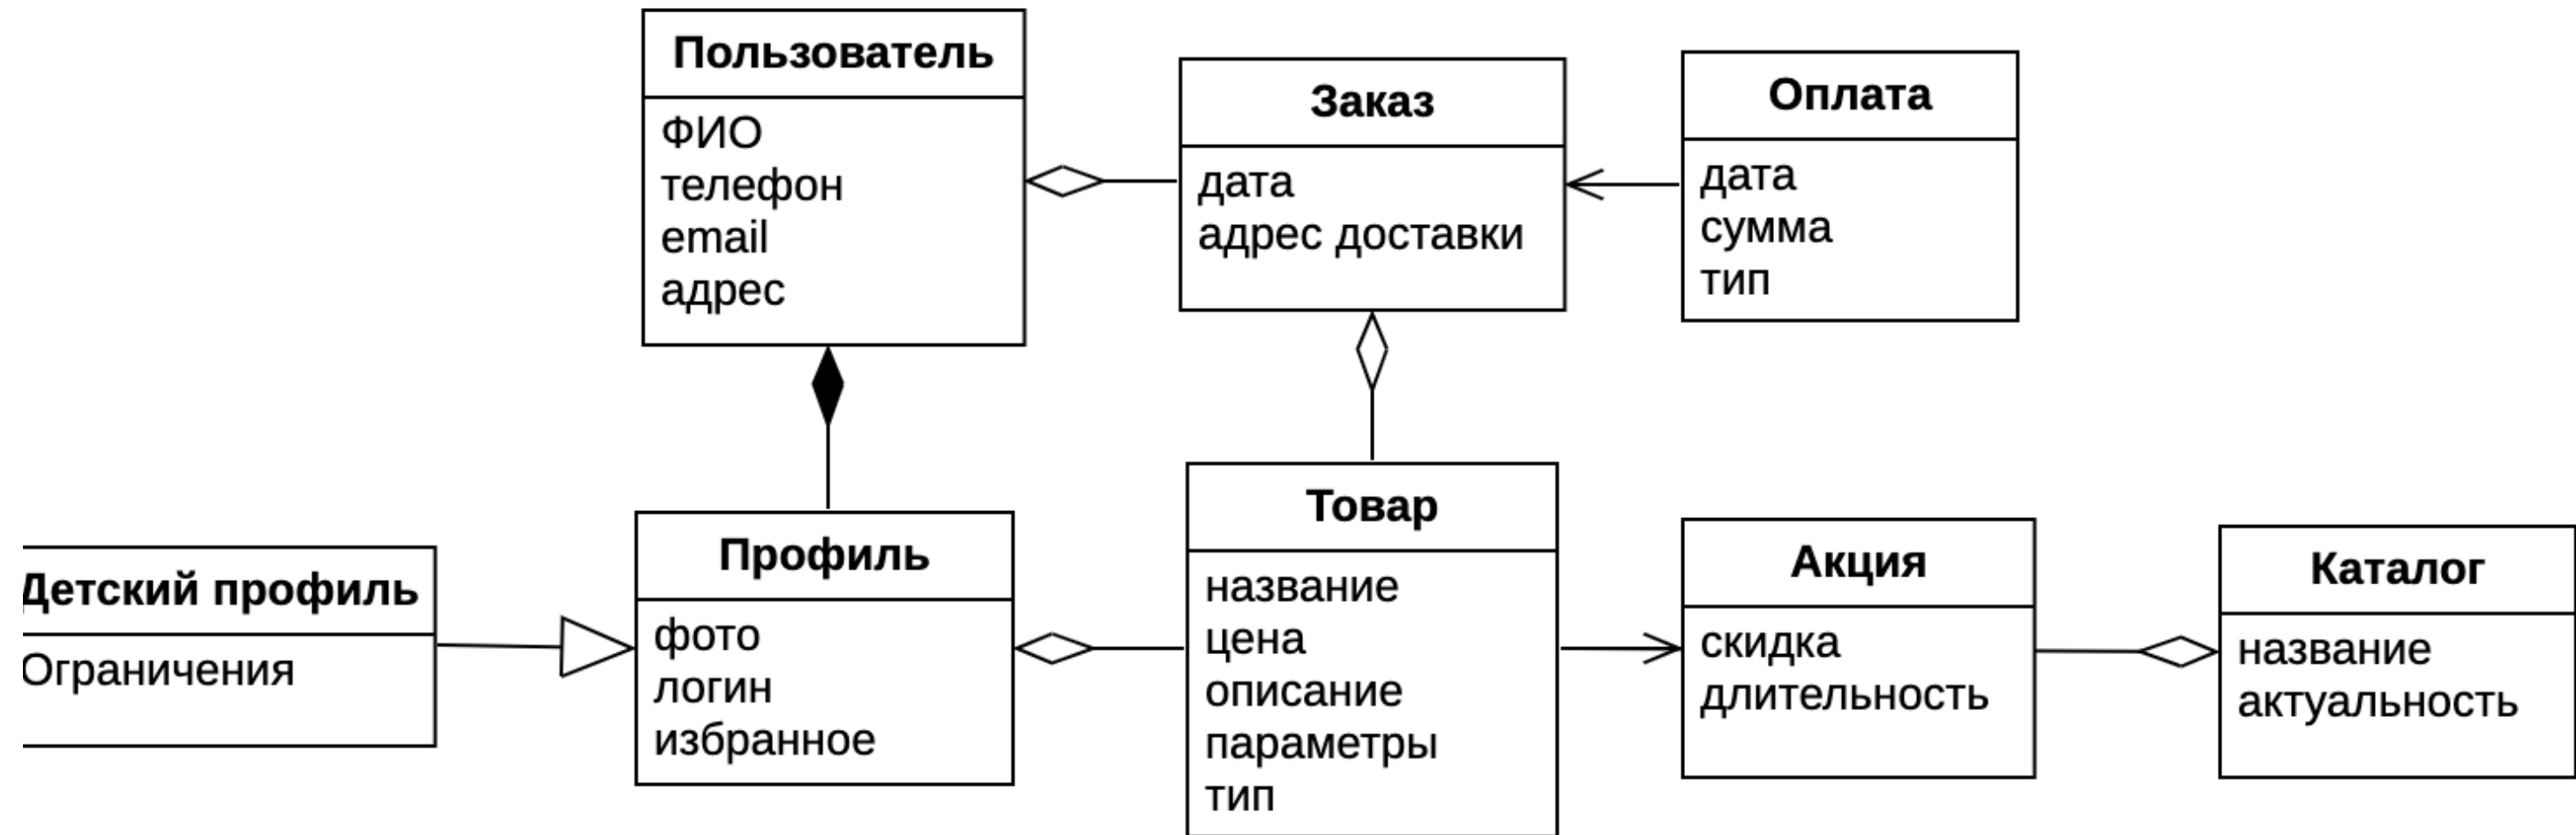 Пользователь
ФИО
телефон
email
адрес
Заказ
дата
адрес доставки
Оплата
дата
сумма
тип
Детский профиль
Ограничения
Профиль
фото
логин
избранное
Товар
название
цена
описание
параметры
тип
Акция
скидка
длительность
Каталог
название
актуальность